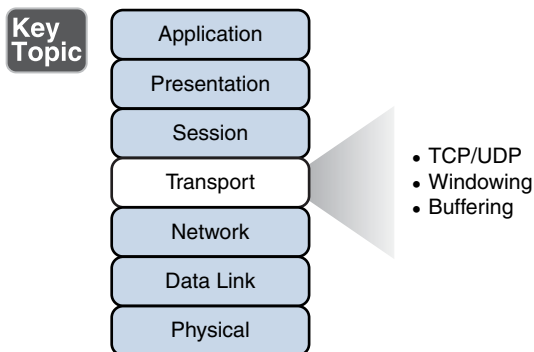 Key
Topic
Application
Presentation
Session
Transport
Network
Data Link
Physical
• TCP/UDP
• Windowing
• Buffering